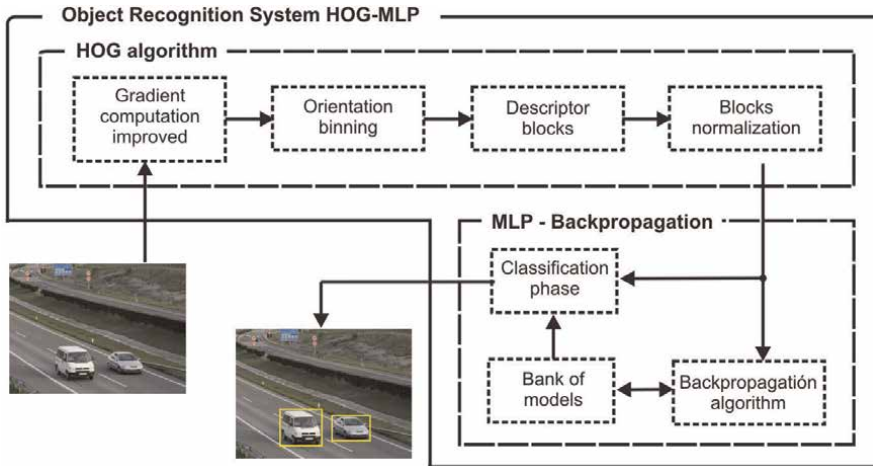 Object Recognition System HOG-MLP
HOG algorithm
Gradient
computation
improved
Orientation
binning
Descriptor
blocks
Blocks
normalization
MLP - Backpropagation
Classification
phase
Bank of
models
Backpropagatión
algorithm